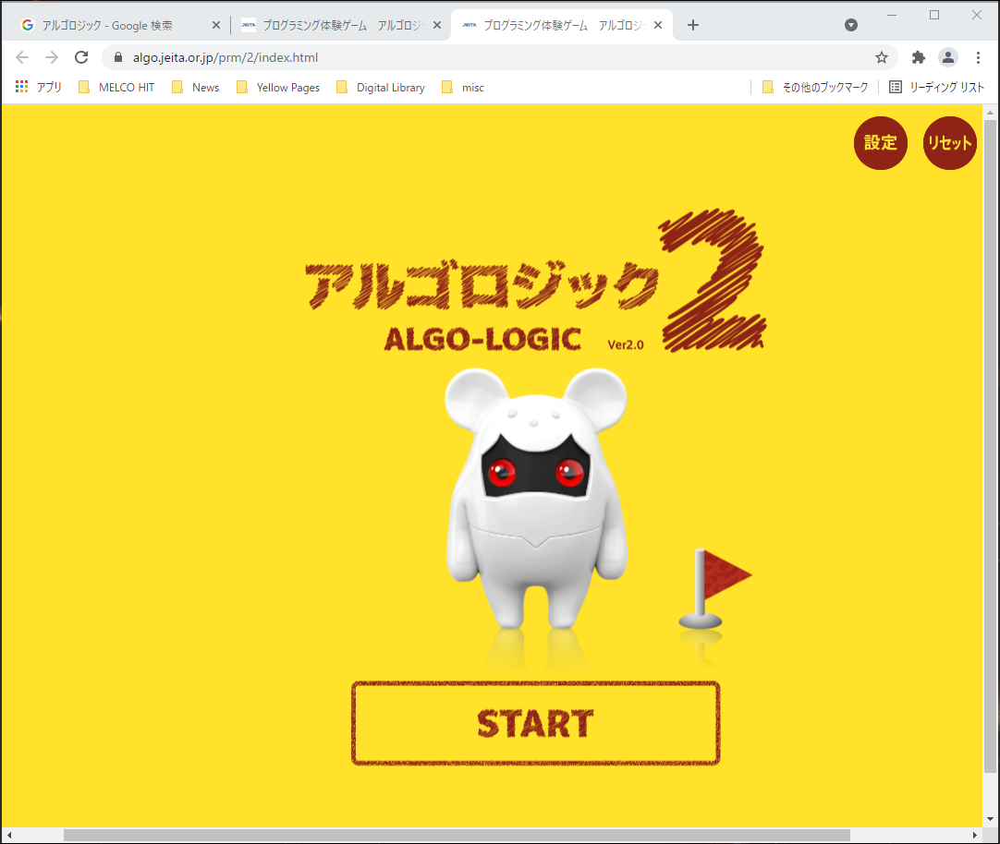 アルゴロジック - Google 検索
JEITA プログラミング体験ゲーム アルゴロジ
JEITA プログラミング体験ゲーム アルゴロジ
algo.jeita.or.jp/prm/2/index.html
アプリ MELCO HIT News Yellow Pages Digital Library misc その他のブックマーク リーディング リスト
設定 リセット
アルゴロジック2
ALGO-LOGIC Ver2.0
START